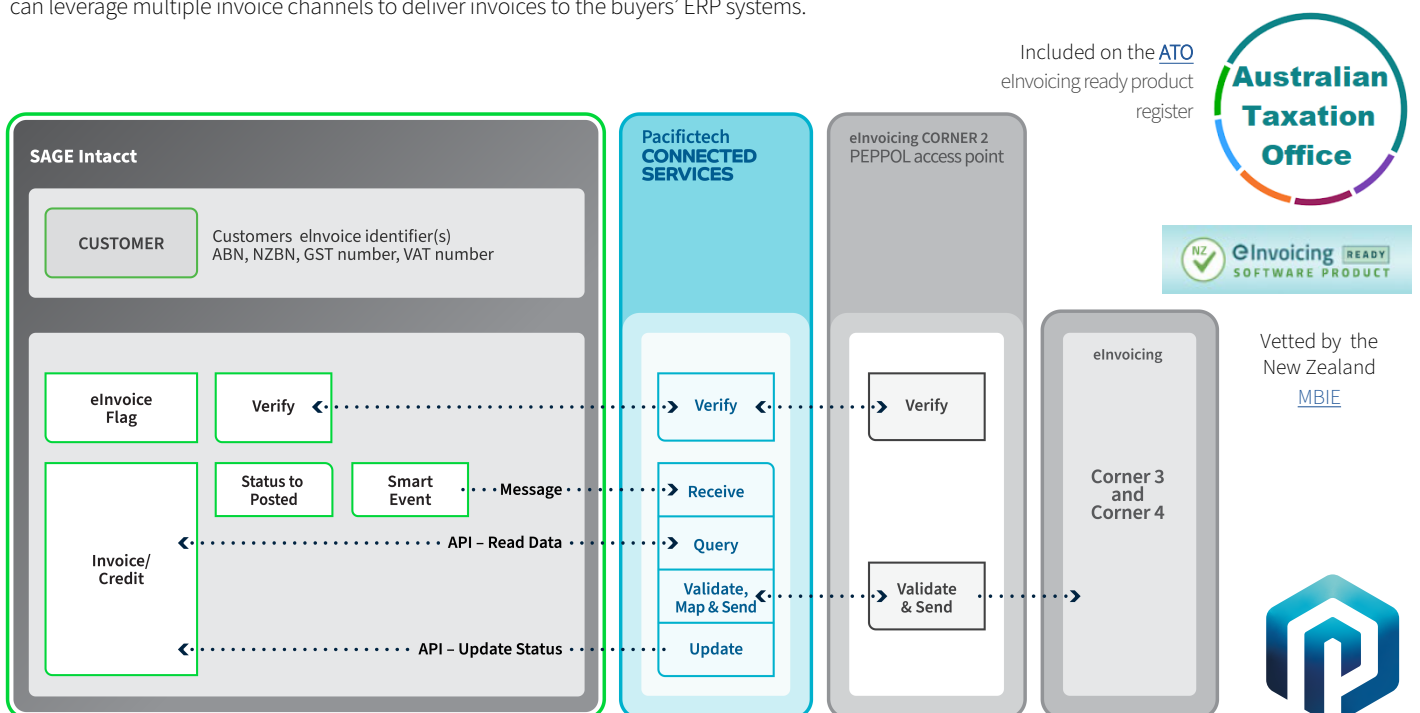 can leverage multiple invoice channels to deliver invoices to the buyers' ERP systems.
Included on the ATO
eInvoicing ready product
register
Australian
Taxation
Office
SAGE Intacct
CUSTOMER
Customers eInvoice identifier(s)
ABN, NZBN, GST number, VAT number
Pacifictech
CONNECTED
SERVICES
eInvoicing CORNER 2
PEPPOL access point
NZ
eInvoicing READY
SOFTWARE PRODUCT
Vetted by the
New Zealand
MBIE
eInvoice
Flag
Verify
Verify
Verify
Status to
Posted
Smart
Event
Message
Receive
Invoice/
Credit
API – Read Data
Query
Validate,
Map & Send
Validate
& Send
API – Update Status
Update
eInvoicing
Corner 3
and
Corner 4